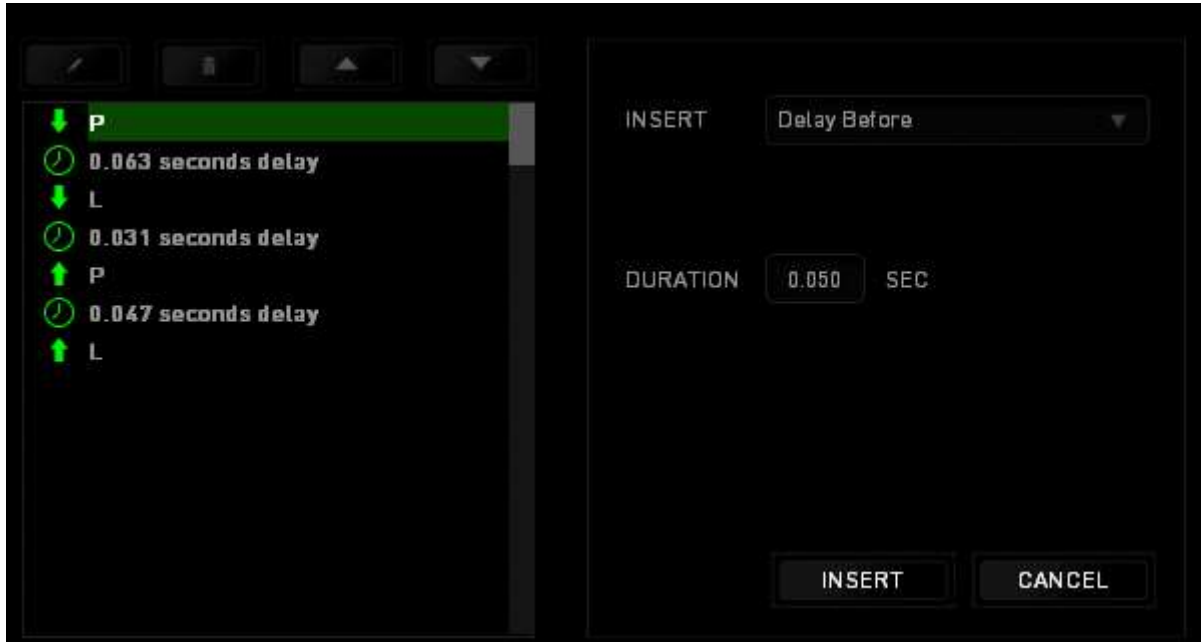 P
0.063 seconds delay
L
0.031 seconds delay
P
0.047 seconds delay
L
INSERT Delay Before
DURATION 0.050 SEC
INSERT CANCEL